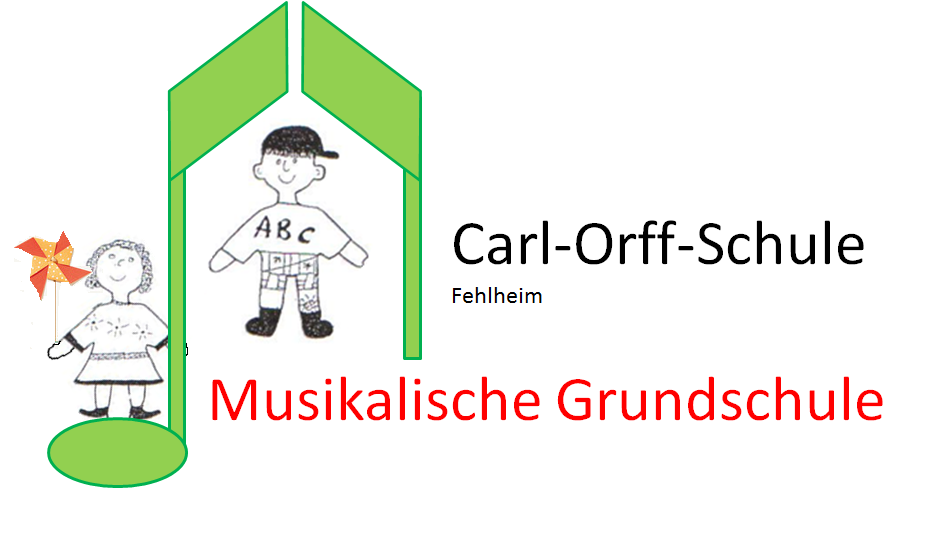 ABC
Carl-Orff-Schule
Fehlheim
Musikalische Grundschule